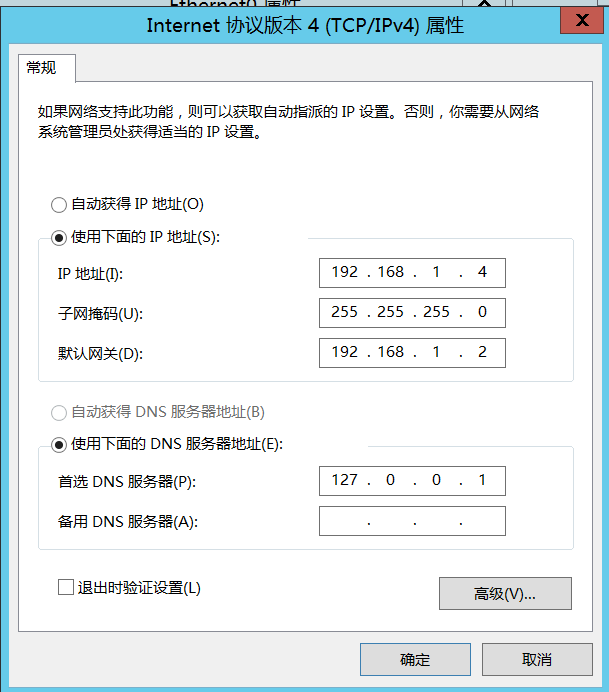 Ethernet0 属性
Internet 协议版本 4 (TCP/IPv4) 属性
常规
如果网络支持此功能，则可以获取自动指派的 IP 设置。否则，你需要从网络
系统管理员处获得适当的 IP 设置。
自动获得 IP 地址(O)
使用下面的 IP 地址(S):
IP 地址(I): 192 . 168 . 1 . 4
子网掩码(U): 255 . 255 . 255 . 0
默认网关(D): 192 . 168 . 1 . 2
自动获得 DNS 服务器地址(B)
使用下面的 DNS 服务器地址(E):
首选 DNS 服务器(P): 127 . 0 . 0 . 1
备用 DNS 服务器(A): . . .
退出时验证设置(L)
高级(V)...
确定 取消